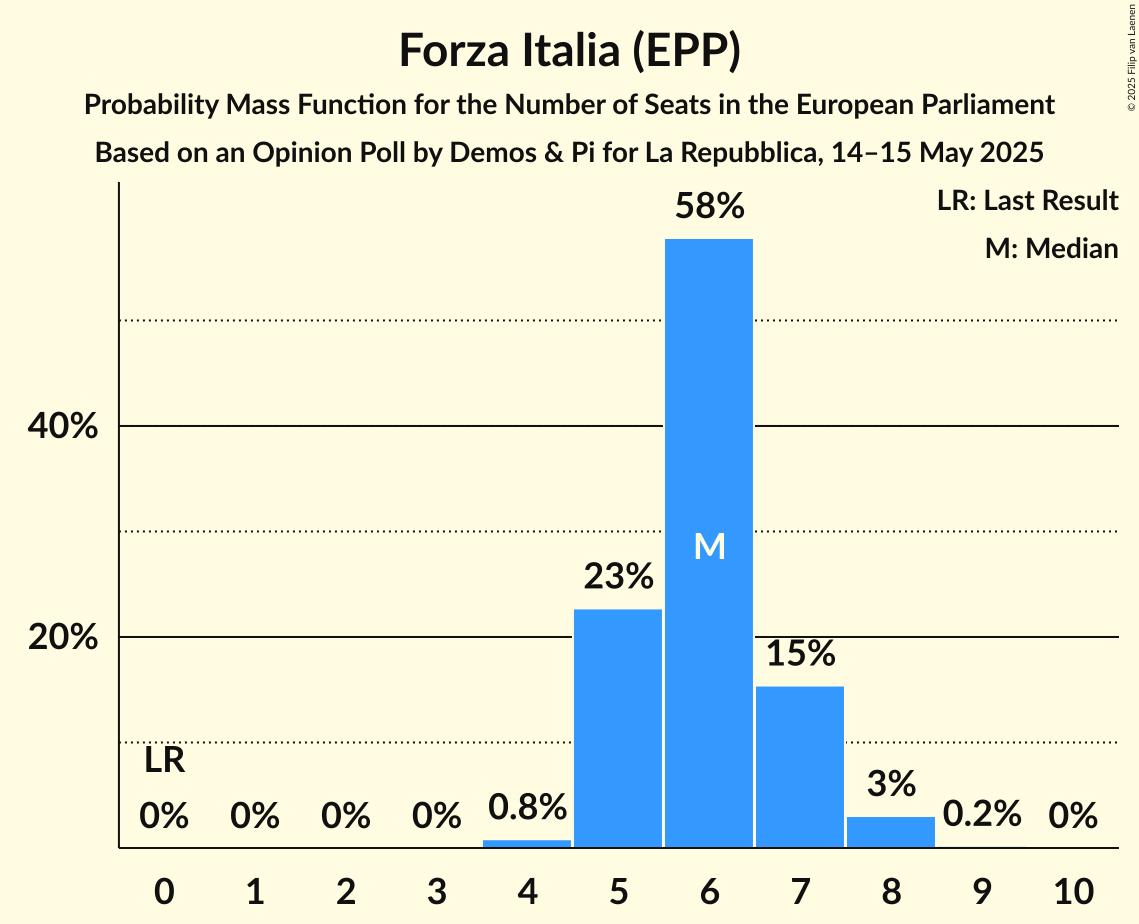 Forza Italia (EPP)
Probability Mass Function for the Number of Seats in the European Parliament
Based on an Opinion Poll by Demos & Pi for La Repubblica, 14–15 May 2025
© 2025 Filip van Laenen
LR: Last Result
M: Median
58%
40%
M
23%
20%
15%
LR
3%
0% 0% 0% 0% 0.8% 0.2% 0%
0 1 2 3 4 5 6 7 8 9 10